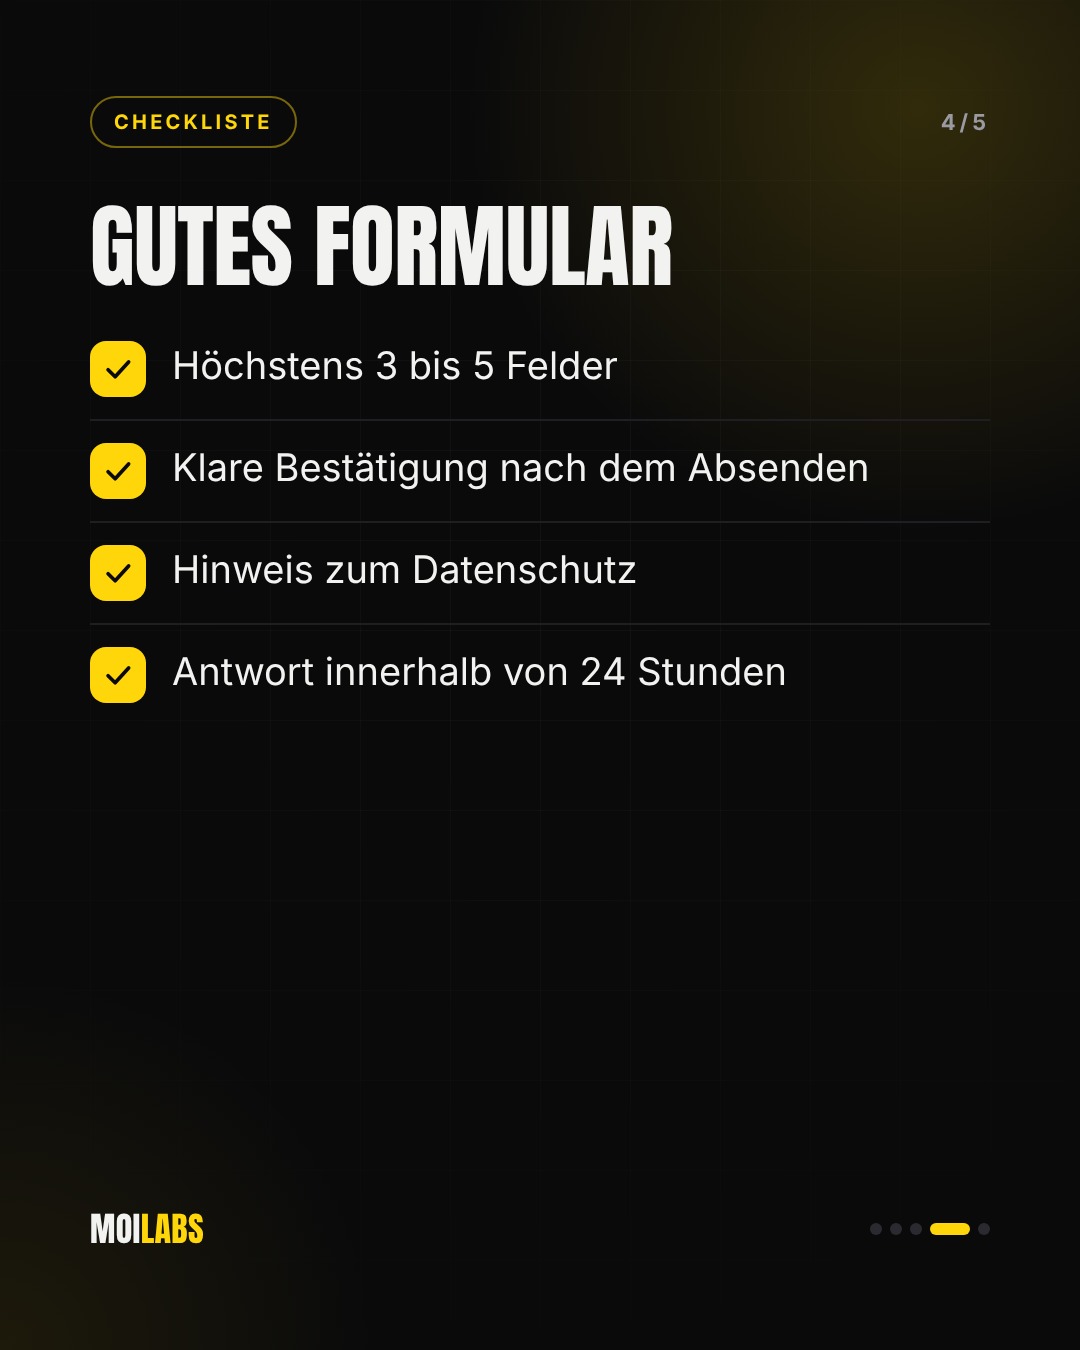 CHECKLISTE
4/5
GUTES FORMULAR
Höchstens 3 bis 5 Felder
Klare Bestätigung nach dem Absenden
Hinweis zum Datenschutz
Antwort innerhalb von 24 Stunden
MOILABS